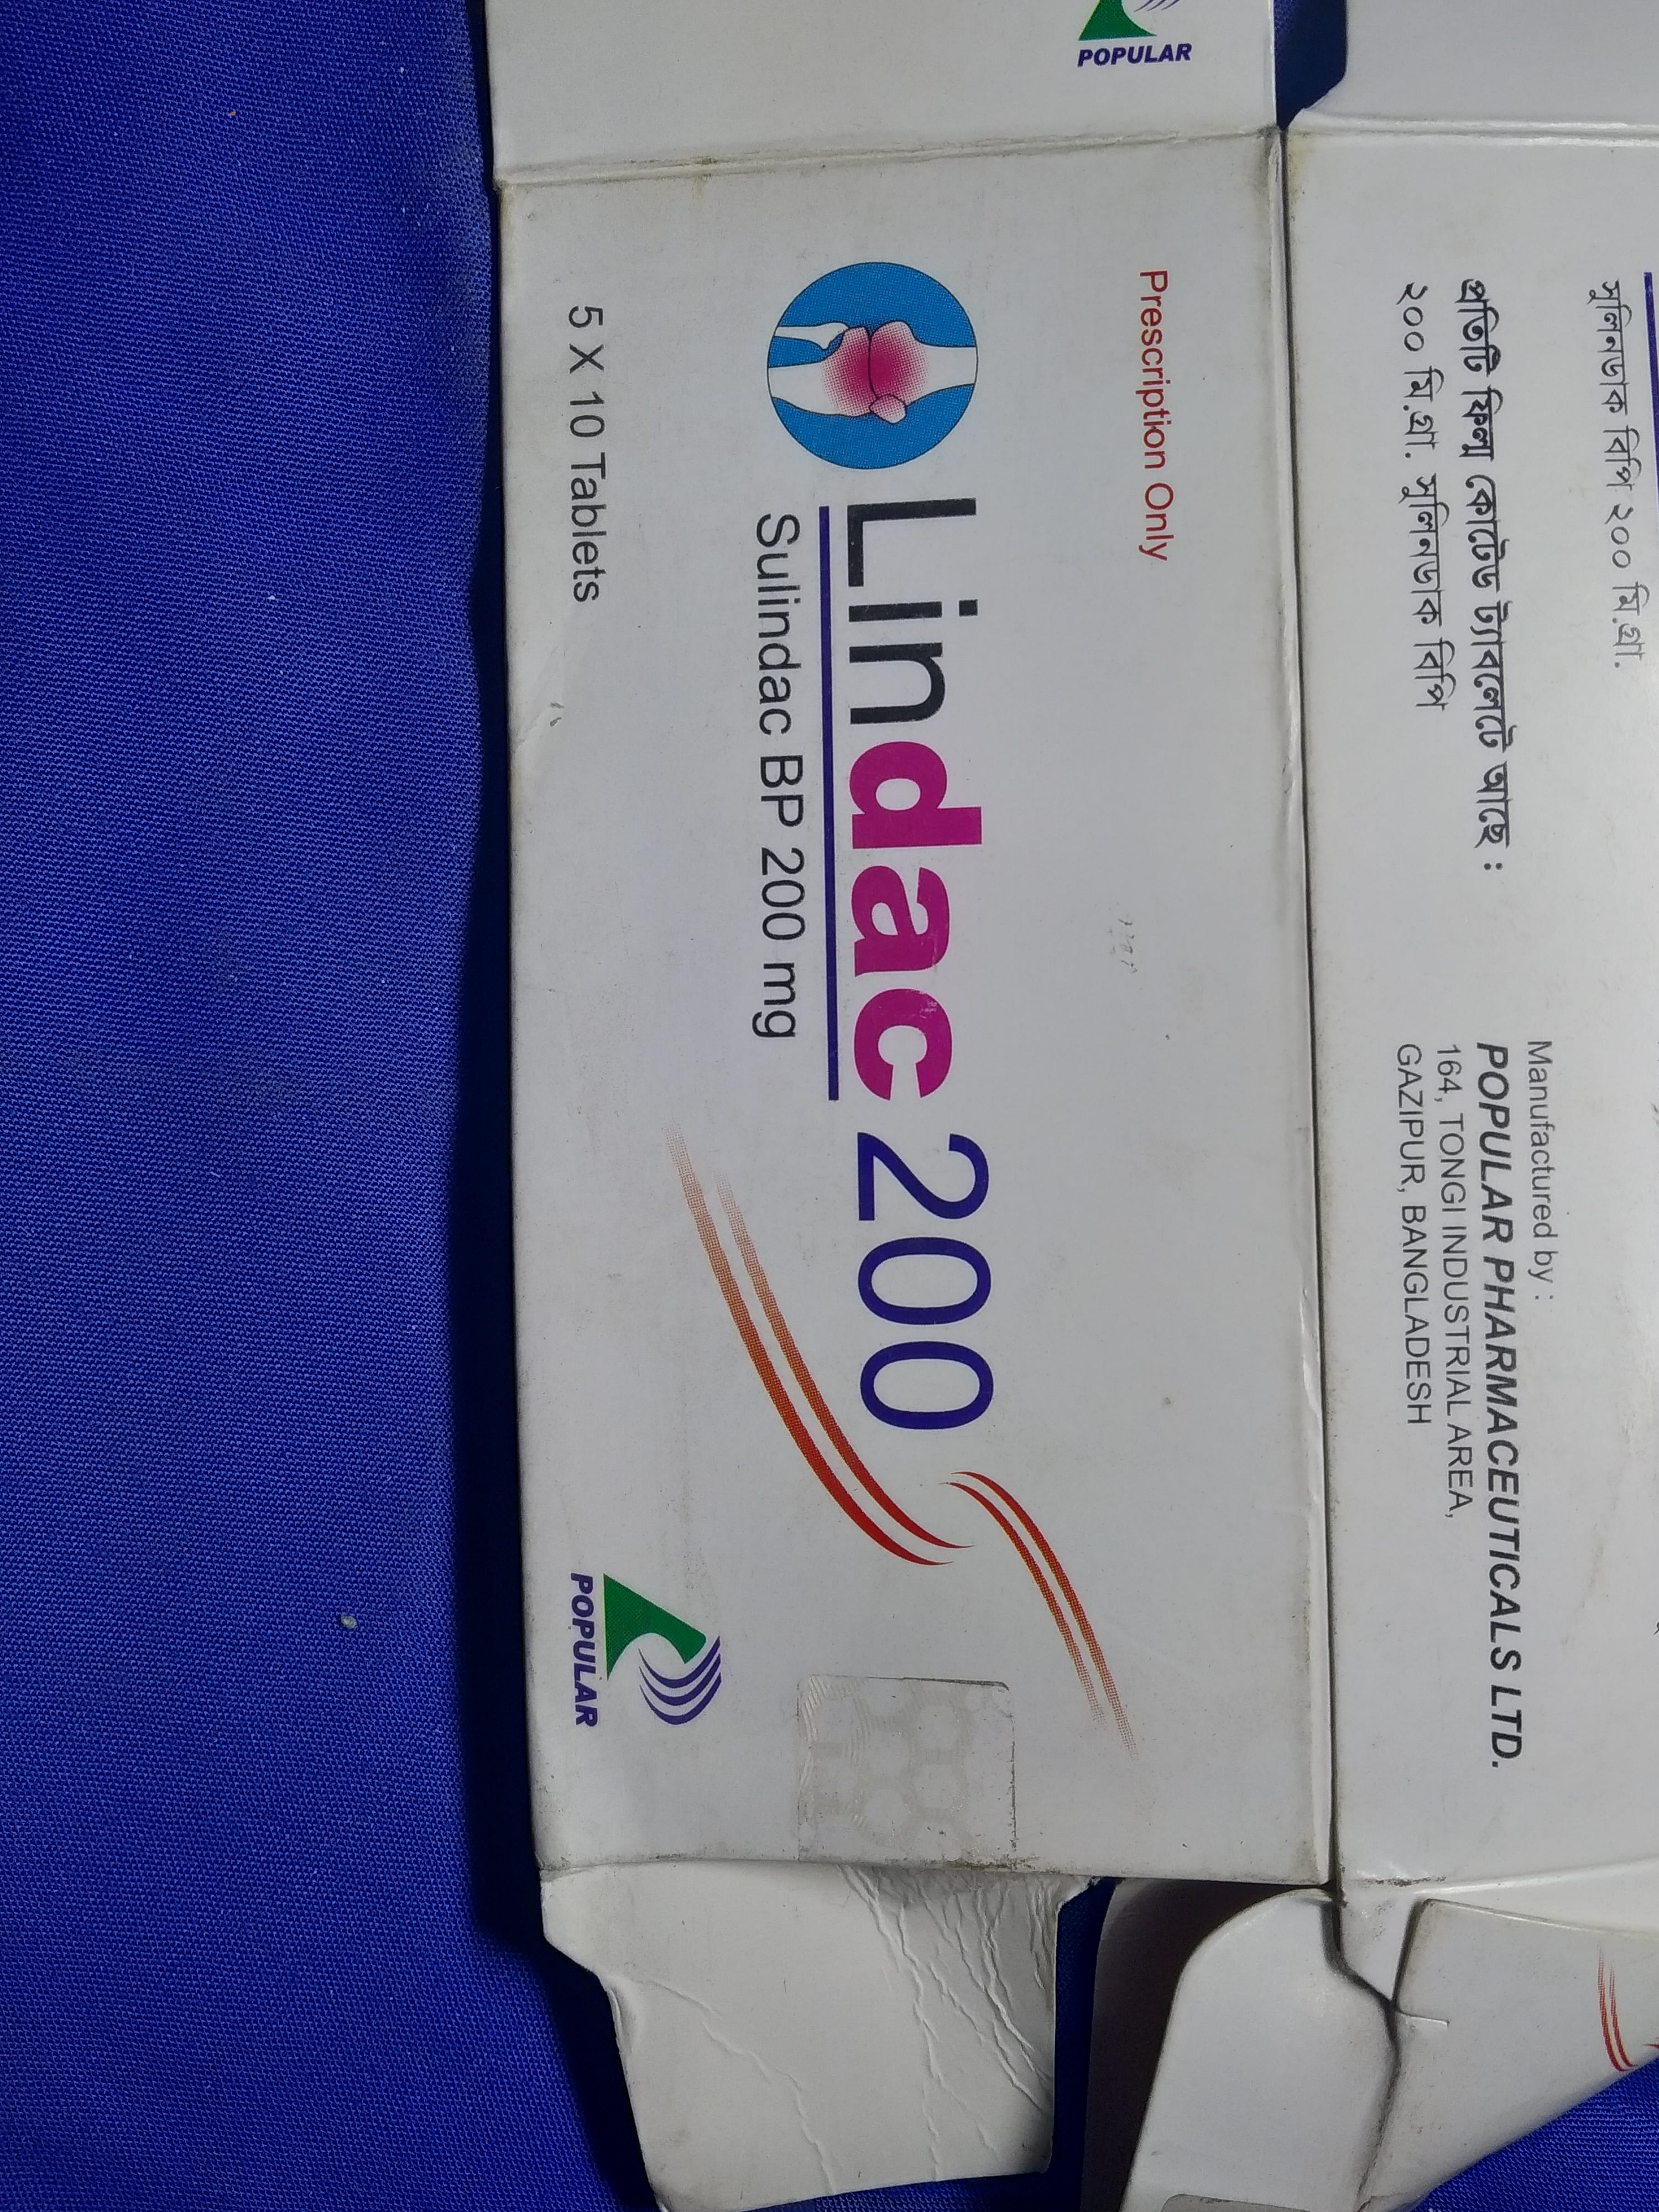 সুলিনডাক বিপি ২০০ মি.গ্রা.
প্রতিটি ফিল্ম কোটেড ট্যাবলেটে আছে :
২০০ মি.গ্রা. সুলিনডাক বিপি
Manufactured by :
POPULAR PHARMACEUTICALS LTD.
164, TONGI INDUSTRIAL AREA,
GAZIPUR, BANGLADESH
POPULAR
Prescription Only
Lindac 200
Sulindac BP 200 mg
5 X 10 Tablets
POPULAR